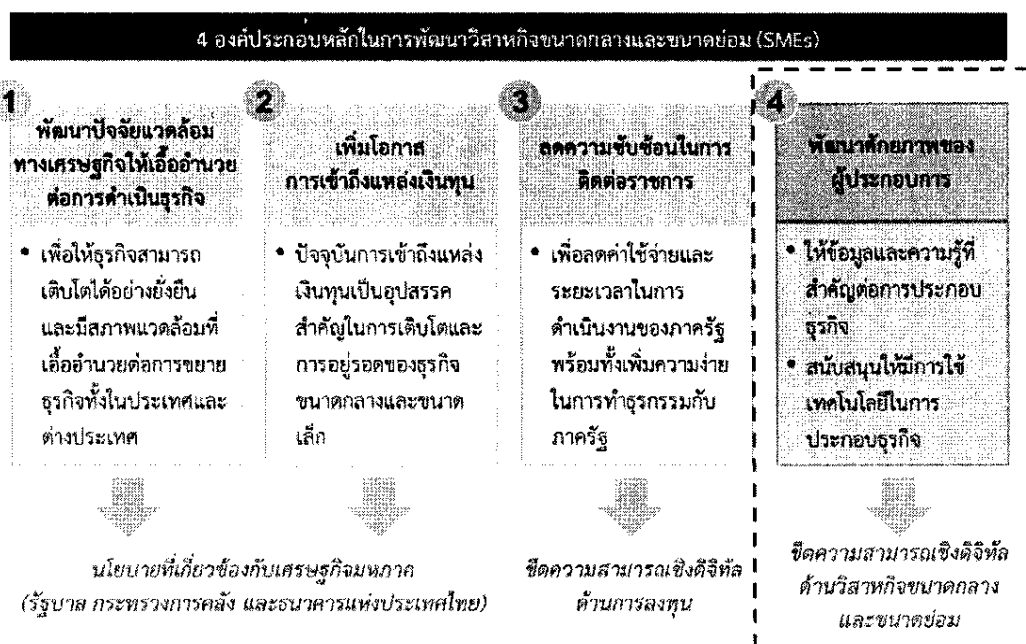 4 องค์ประกอบหลักในการพัฒนาวิสาหกิจขนาดกลางและขนาดย่อม (SMEs)
1
พัฒนาปัจจัยแวดล้อม
ทางเศรษฐกิจให้เอื้ออำนวย
ต่อการดำเนินธุรกิจ
• เพื่อให้ธุรกิจสามารถ
เติบโตได้อย่างยั่งยืน
และมีสภาพแวดล้อมที่
เอื้ออำนวยต่อการขยาย
ธุรกิจทั้งในประเทศและ
ต่างประเทศ
2
เพิ่มโอกาส
การเข้าถึงแหล่งเงินทุน
• ปัจจุบันการเข้าถึงแหล่ง
เงินทุนเป็นอุปสรรค
สำคัญในการเติบโตและ
การอยู่รอดของธุรกิจ
ขนาดกลางและขนาด
เล็ก
นโยบายที่เกี่ยวข้องกับเศรษฐกิจมหภาค
(รัฐบาล กระทรวงการคลัง และธนาคารแห่งประเทศไทย)
3
ลดความซับซ้อนในการ
ติดต่อราชการ
• เพื่อลดค่าใช้จ่ายและ
ระยะเวลาในการ
ดำเนินงานของภาครัฐ
พร้อมทั้งเพิ่มความง่าย
ในการทำธุรกรรมกับ
ภาครัฐ
ขีดความสามารถเชิงดิจิทัล
ด้านการลงทุน
4
พัฒนาศักยภาพของ
ผู้ประกอบการ
• ให้ข้อมูลและความรู้ที่
สำคัญต่อการประกอบ
ธุรกิจ
• สนับสนุนให้มีการใช้
เทคโนโลยีในการ
ประกอบธุรกิจ
ขีดความสามารถเชิงดิจิทัล
ด้านวิสาหกิจขนาดกลาง
และขนาดย่อม